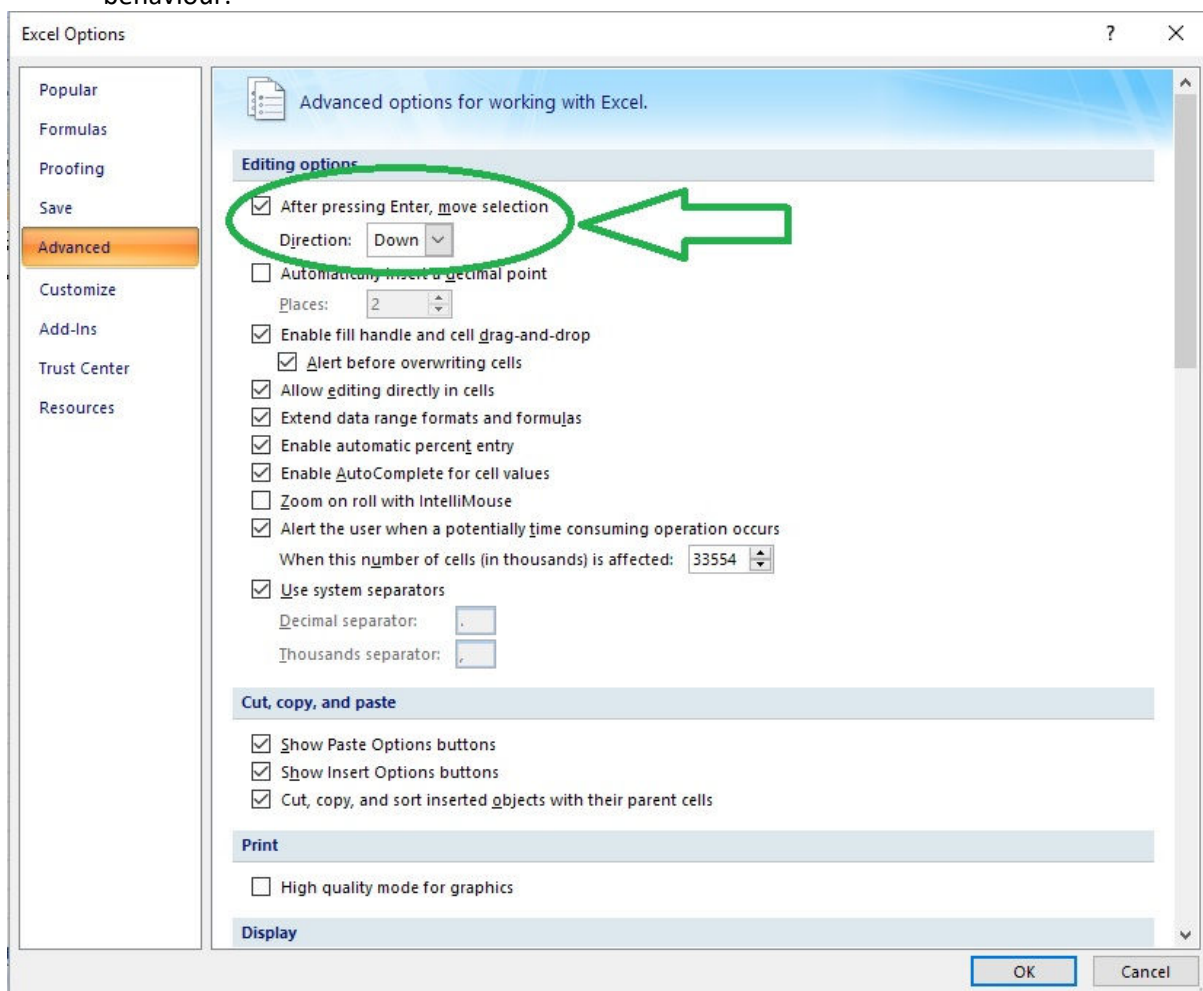 behaviour.
Excel Options
?
Popular
Formulas
Proofing
Save
Advanced
Customize
Add-Ins
Trust Center
Resources
Advanced options for working with Excel.
Editing options
After pressing Enter, move selection
Direction: Down
Automatically insert a decimal point
Places: 2
Enable fill handle and cell drag-and-drop
Alert before overwriting cells
Allow editing directly in cells
Extend data range formats and formulas
Enable automatic percent entry
Enable AutoComplete for cell values
Zoom on roll with IntelliMouse
Alert the user when a potentially time consuming operation occurs
When this number of cells (in thousands) is affected: 33554
Use system separators
Decimal separator: .
Thousands separator: ,
Cut, copy, and paste
Show Paste Options buttons
Show Insert Options buttons
Cut, copy, and sort inserted objects with their parent cells
Print
High quality mode for graphics
Display
OK
Cancel